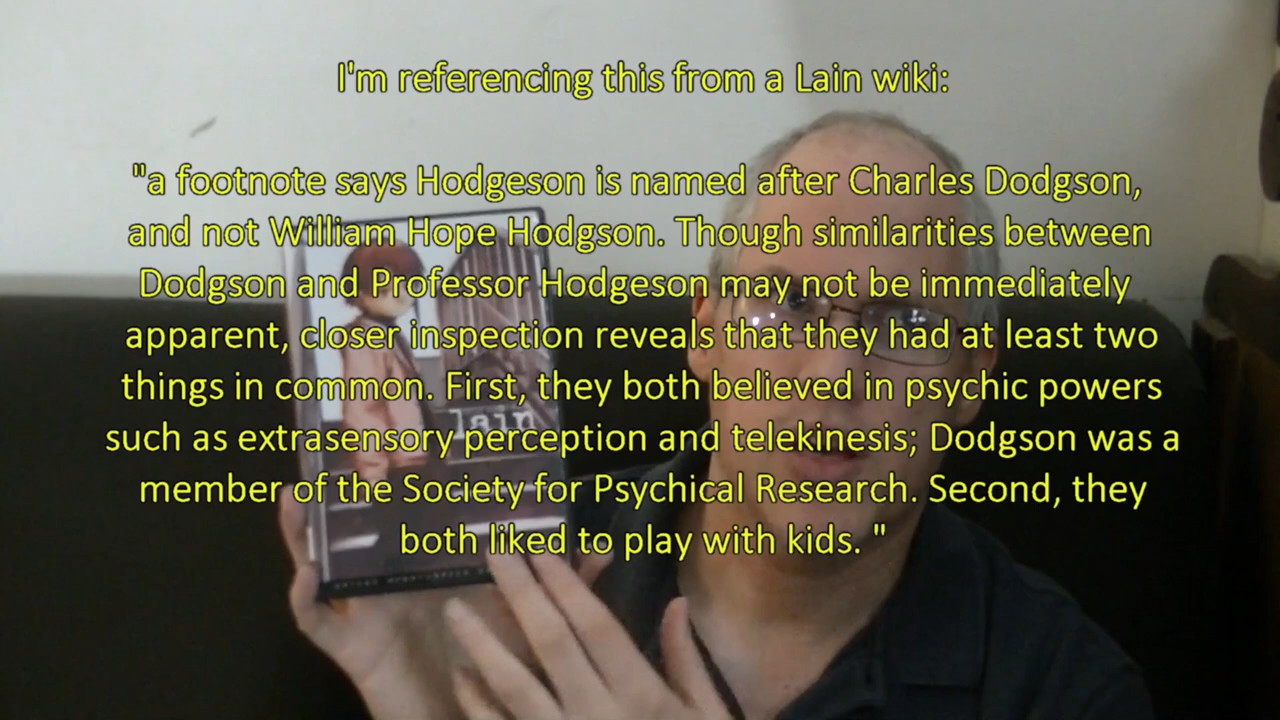 I'm referencing this from a Lain wiki:
"a footnote says Hodgeson is named after Charles Dodgson,
and not William Hope Hodgson. Though similarities between
Dodgson and Professor Hodgeson may not be immediately
apparent, closer inspection reveals that they had at least two
things in common. First, they both believed in psychic powers
such as extrasensory perception and telekinesis; Dodgson was a
member of the Society for Psychical Research. Second, they
both liked to play with kids. "
lain